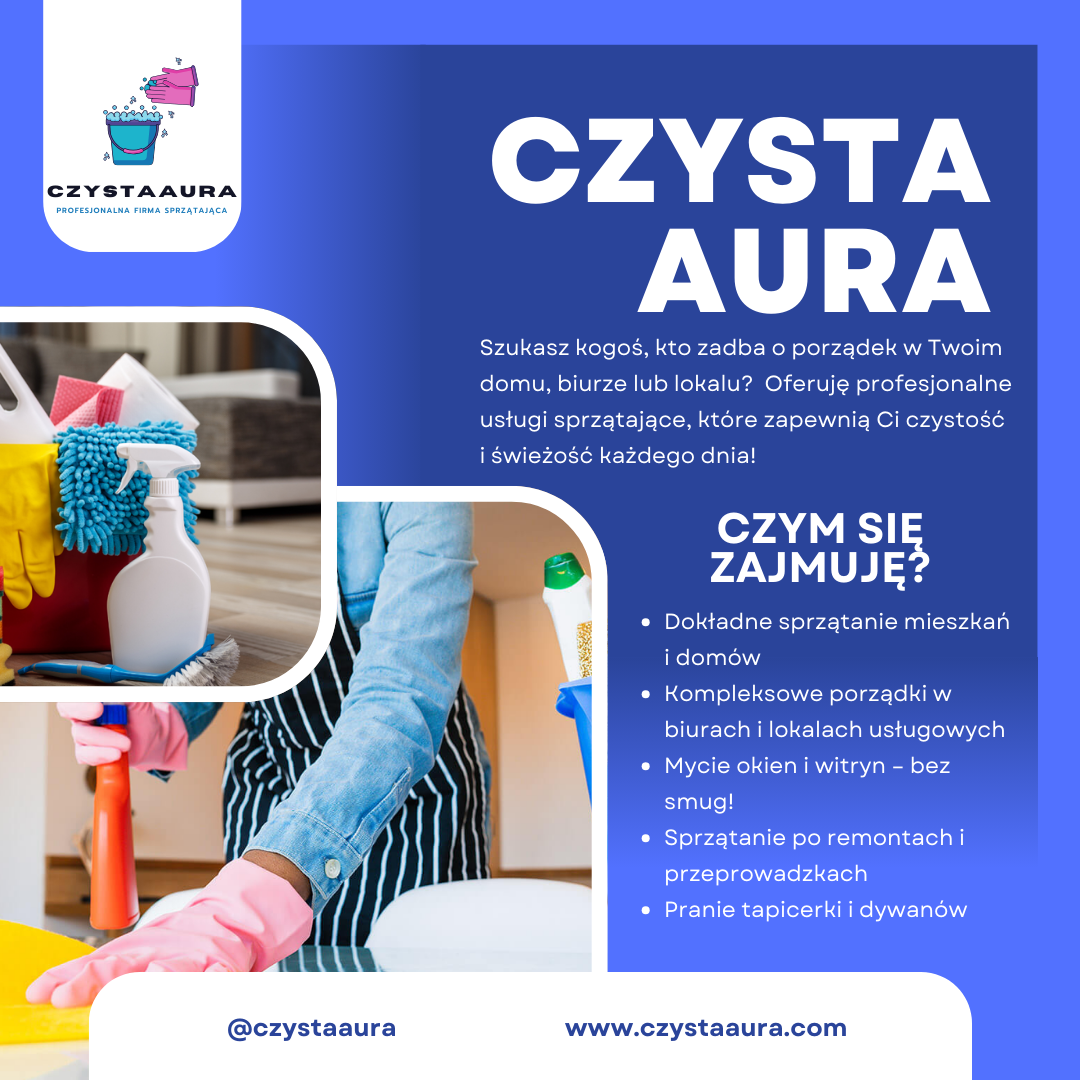 CZYSTAAURA
PROFESJONALNA FIRMA SPRZĄTAJĄCA
CZYSTA
AURA
Szukasz kogoś, kto zadba o porządek w Twoim
domu, biurze lub lokalu? Oferuję profesjonalne
usługi sprzątające, które zapewnią Ci czystość
i świeżość każdego dnia!
CZYM SIĘ
ZAJMUJĘ?
• Dokładne sprzątanie mieszkań
i domów
• Kompleksowe porządki w
biurach i lokalach usługowych
• Mycie okien i witryn – bez
smug!
• Sprzątanie po remontach i
przeprowadzkach
• Pranie tapicerki i dywanów
@czystaaura
www.czystaaura.com